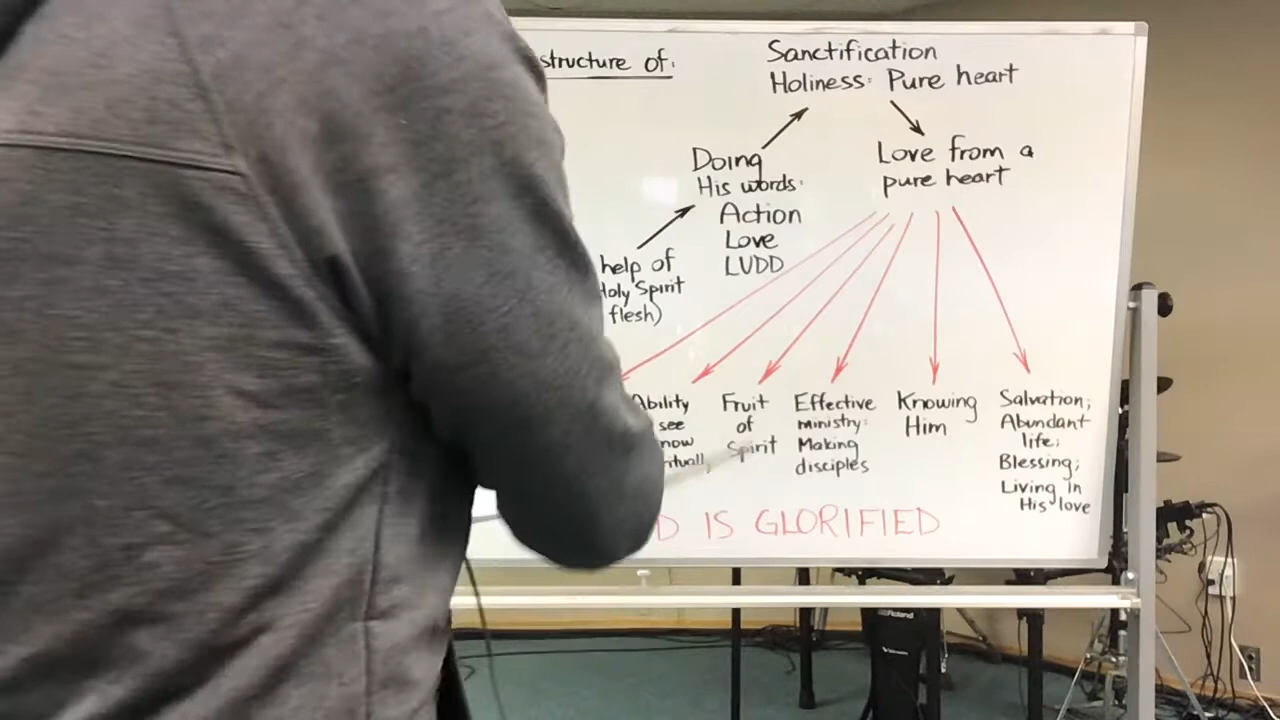 structure of:
Sanctification
Holiness: Pure heart
Doing
His words:
Action
Love
LUDD
Love from a
pure heart
help of
Holy Spirit
flesh)
Ability
see
Fruit
of
Spirit
Effective
ministry:
Making
disciples
Knowing
Him
Salvation;
Abundant
life;
Blessing;
Living in
His love
IS GLORIFIED
Roland